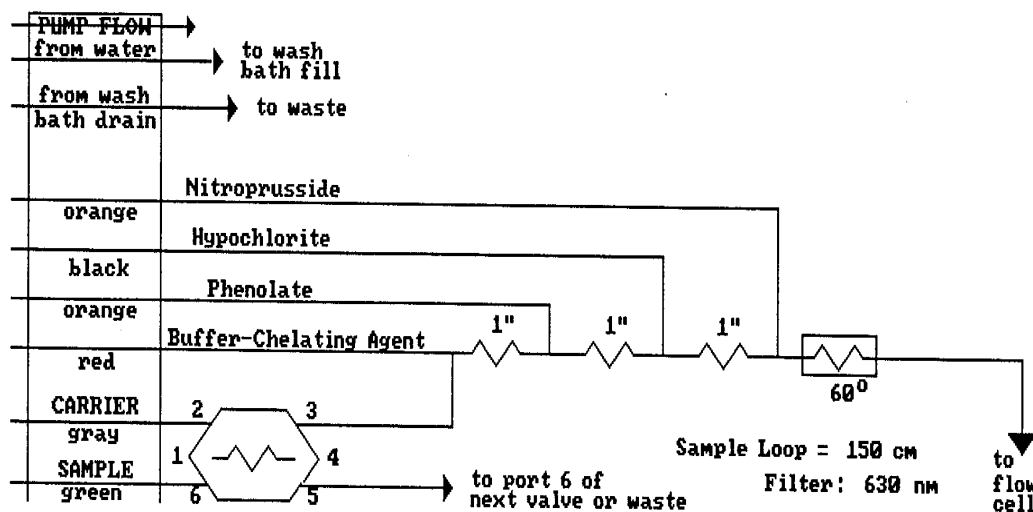 PUMP FLOW
from water
to wash
bath fill
from wash
bath drain
to waste
Nitroprusside
orange
Hypochlorite
black
Phenolate
orange
Buffer-Chelating Agent
red
1"
1"
1"
60⁰
CARRIER
gray
2
3
1
4
SAMPLE
green
6
5
to port 6 of
next valve or waste
Sample Loop = 150 cm
Filter: 630 nm
to
flow
cell